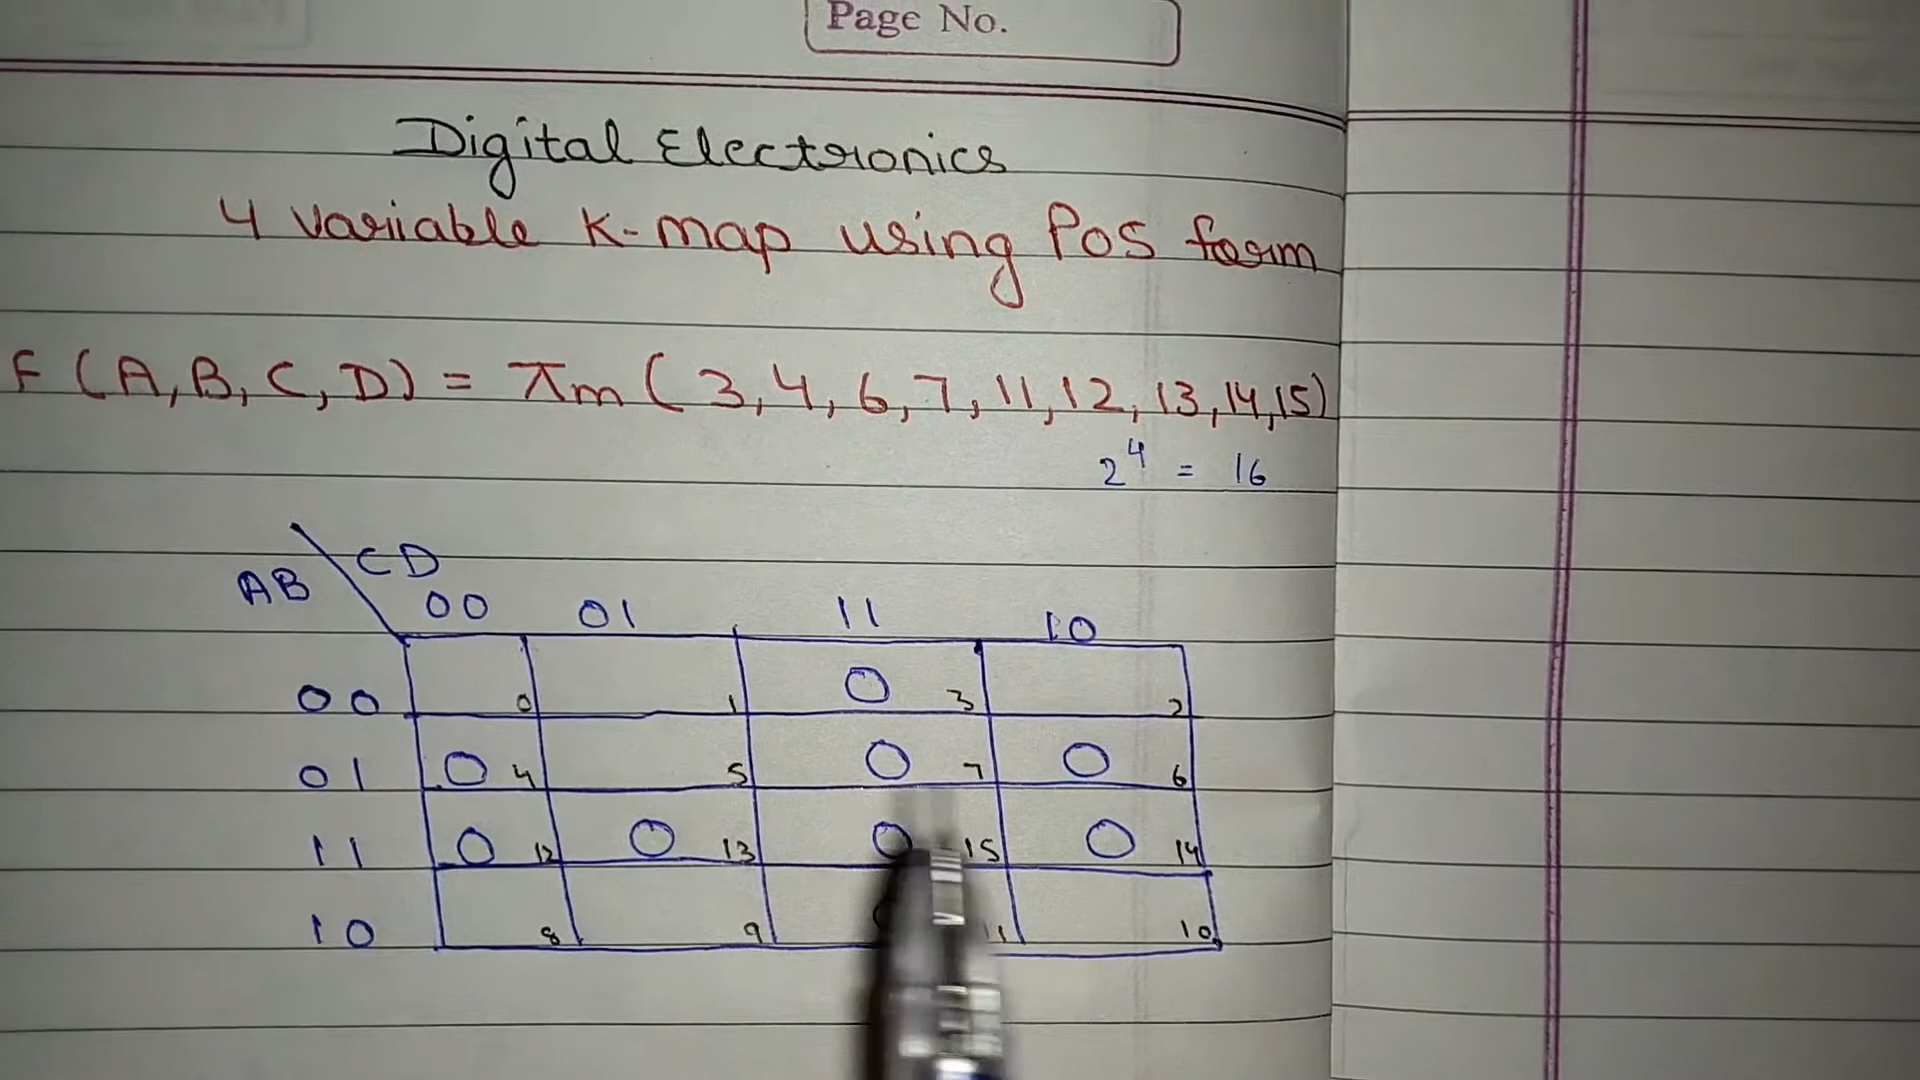 Page No.
Digital Electronics
4 Variable K-map using POS form
F (A, B, C, D) = πm ( 3, 4, 6, 7, 11, 12, 13, 14, 15)
2⁴ = 16
AB \ CD
00 01 11 10
00 0 1 0 3 2
01 0 4 5 0 7 0 6
11 0 12 0 13 0 15 0 14
10 8 9 11 10